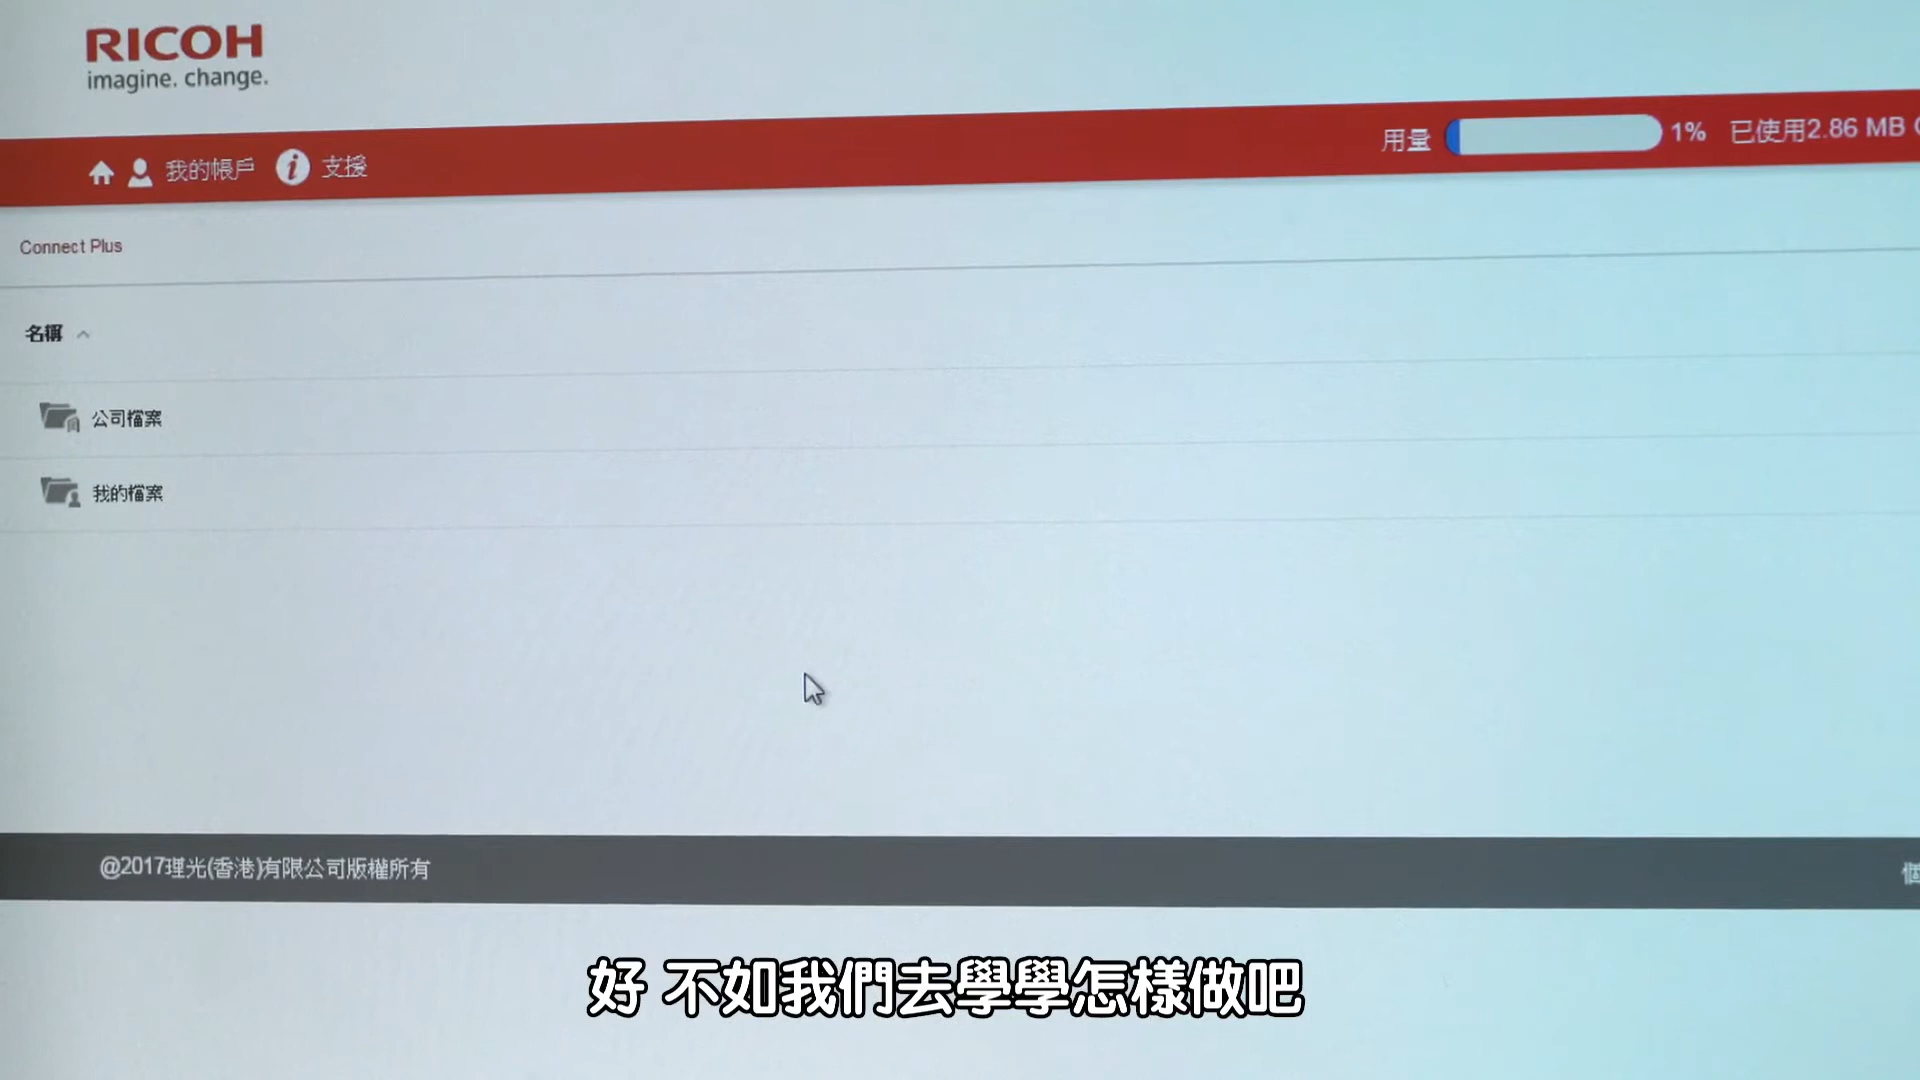 RICOH
imagine. change.
我的帳戶 支援
用量 1% 已使用2.86 MB
Connect Plus
名稱
公司檔案
我的檔案
@2017理光(香港)有限公司版權所有
個
好 不如我們去學學怎樣做吧